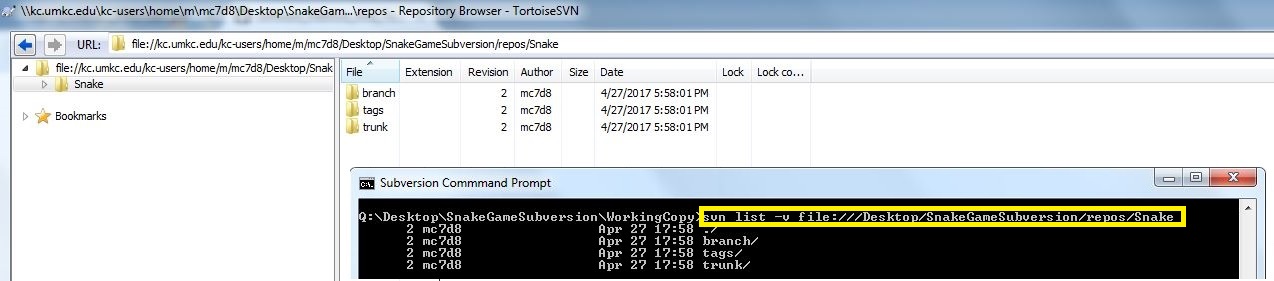 \\kc.umkc.edu\kc-users\home\m\mc7d8\Desktop\SnakeGam...\repos - Repository Browser - TortoiseSVN
URL: file://kc.umkc.edu/kc-users/home/m/mc7d8/Desktop/SnakeGameSubversion/repos/Snake
file://kc.umkc.edu/kc-users/home/m/mc7d8/Desktop/Snak
Snake
Bookmarks
File Extension Revision Author Size Date Lock Lock co...
branch 2 mc7d8 4/27/2017 5:58:01 PM
tags 2 mc7d8 4/27/2017 5:58:01 PM
trunk 2 mc7d8 4/27/2017 5:58:01 PM
Subversion Commmand Prompt
Q:\Desktop\SnakeGameSubversion\WorkingCopy>svn list -v file:///Desktop/SnakeGameSubversion/repos/Snake
2 mc7d8 Apr 27 17:58 ./
2 mc7d8 Apr 27 17:58 branch/
2 mc7d8 Apr 27 17:58 tags/
2 mc7d8 Apr 27 17:58 trunk/